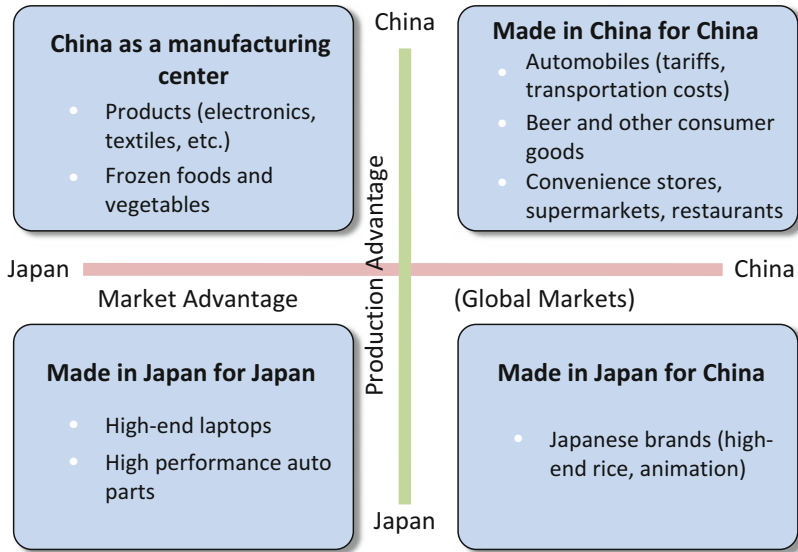 China as a manufacturing
center
• Products (electronics,
textiles, etc.)
• Frozen foods and
vegetables
China
Made in China for China
• Automobiles (tariffs,
transportation costs)
• Beer and other consumer
goods
• Convenience stores,
supermarkets, restaurants
Production Advantage
Japan
China
Market Advantage
(Global Markets)
Made in Japan for Japan
• High-end laptops
• High performance auto
parts
Made in Japan for China
• Japanese brands (high-
end rice, animation)
Japan